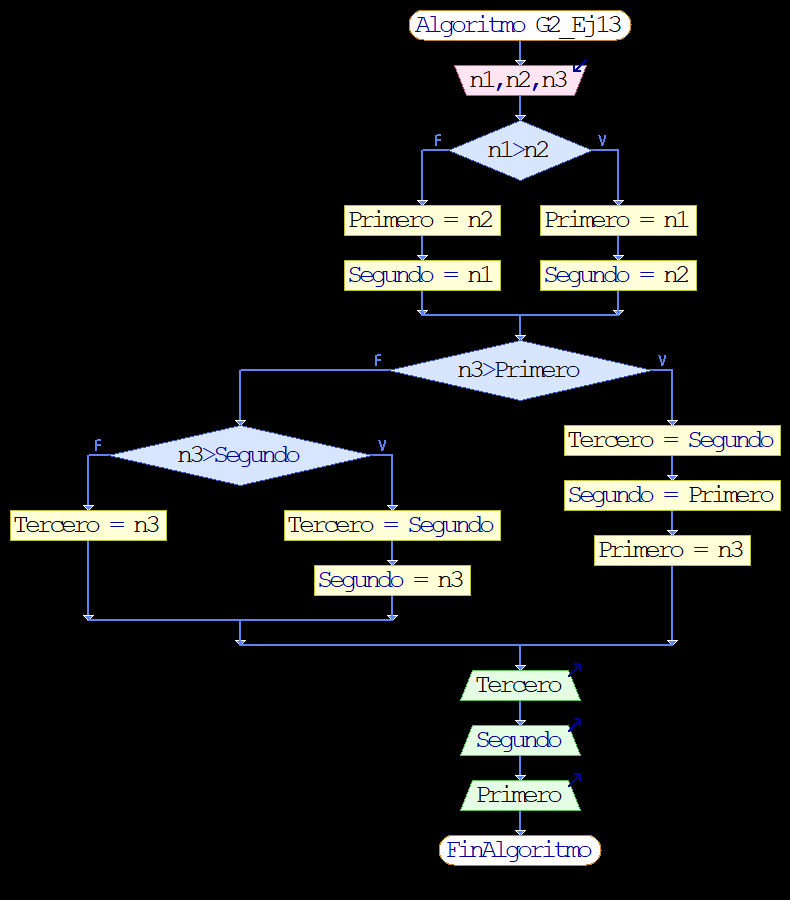 Algoritmo G2_Ej13
n1,n2,n3
F
n1>n2
V
Primero = n2
Primero = n1
Segundo = n1
Segundo = n2
F
n3>Primero
V
F
n3>Segundo
V
Tercero = Segundo
Segundo = Primero
Tercero = n3
Tercero = Segundo
Primero = n3
Segundo = n3
Tercero
Segundo
Primero
FinAlgoritmo